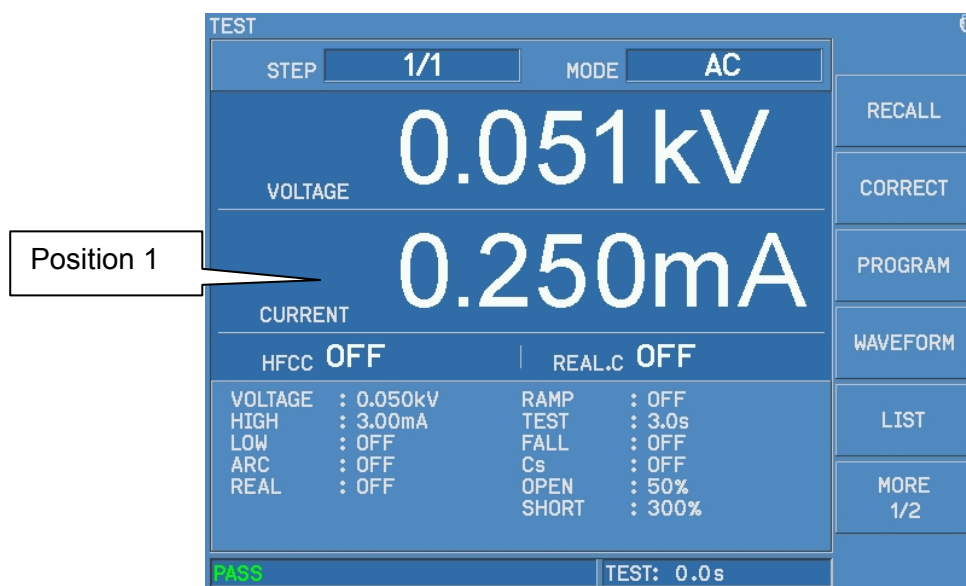 TEST
STEP 1/1 MODE AC
0.051kV
VOLTAGE
Position 1
0.250mA
CURRENT
HFCC OFF REAL.C OFF
VOLTAGE : 0.050kV RAMP : OFF
HIGH : 3.00mA TEST : 3.0s
LOW : OFF FALL : OFF
ARC : OFF Cs : OFF
REAL : OFF OPEN : 50%
SHORT : 300%
PASS TEST: 0.0s
RECALL
CORRECT
PROGRAM
WAVEFORM
LIST
MORE
1/2